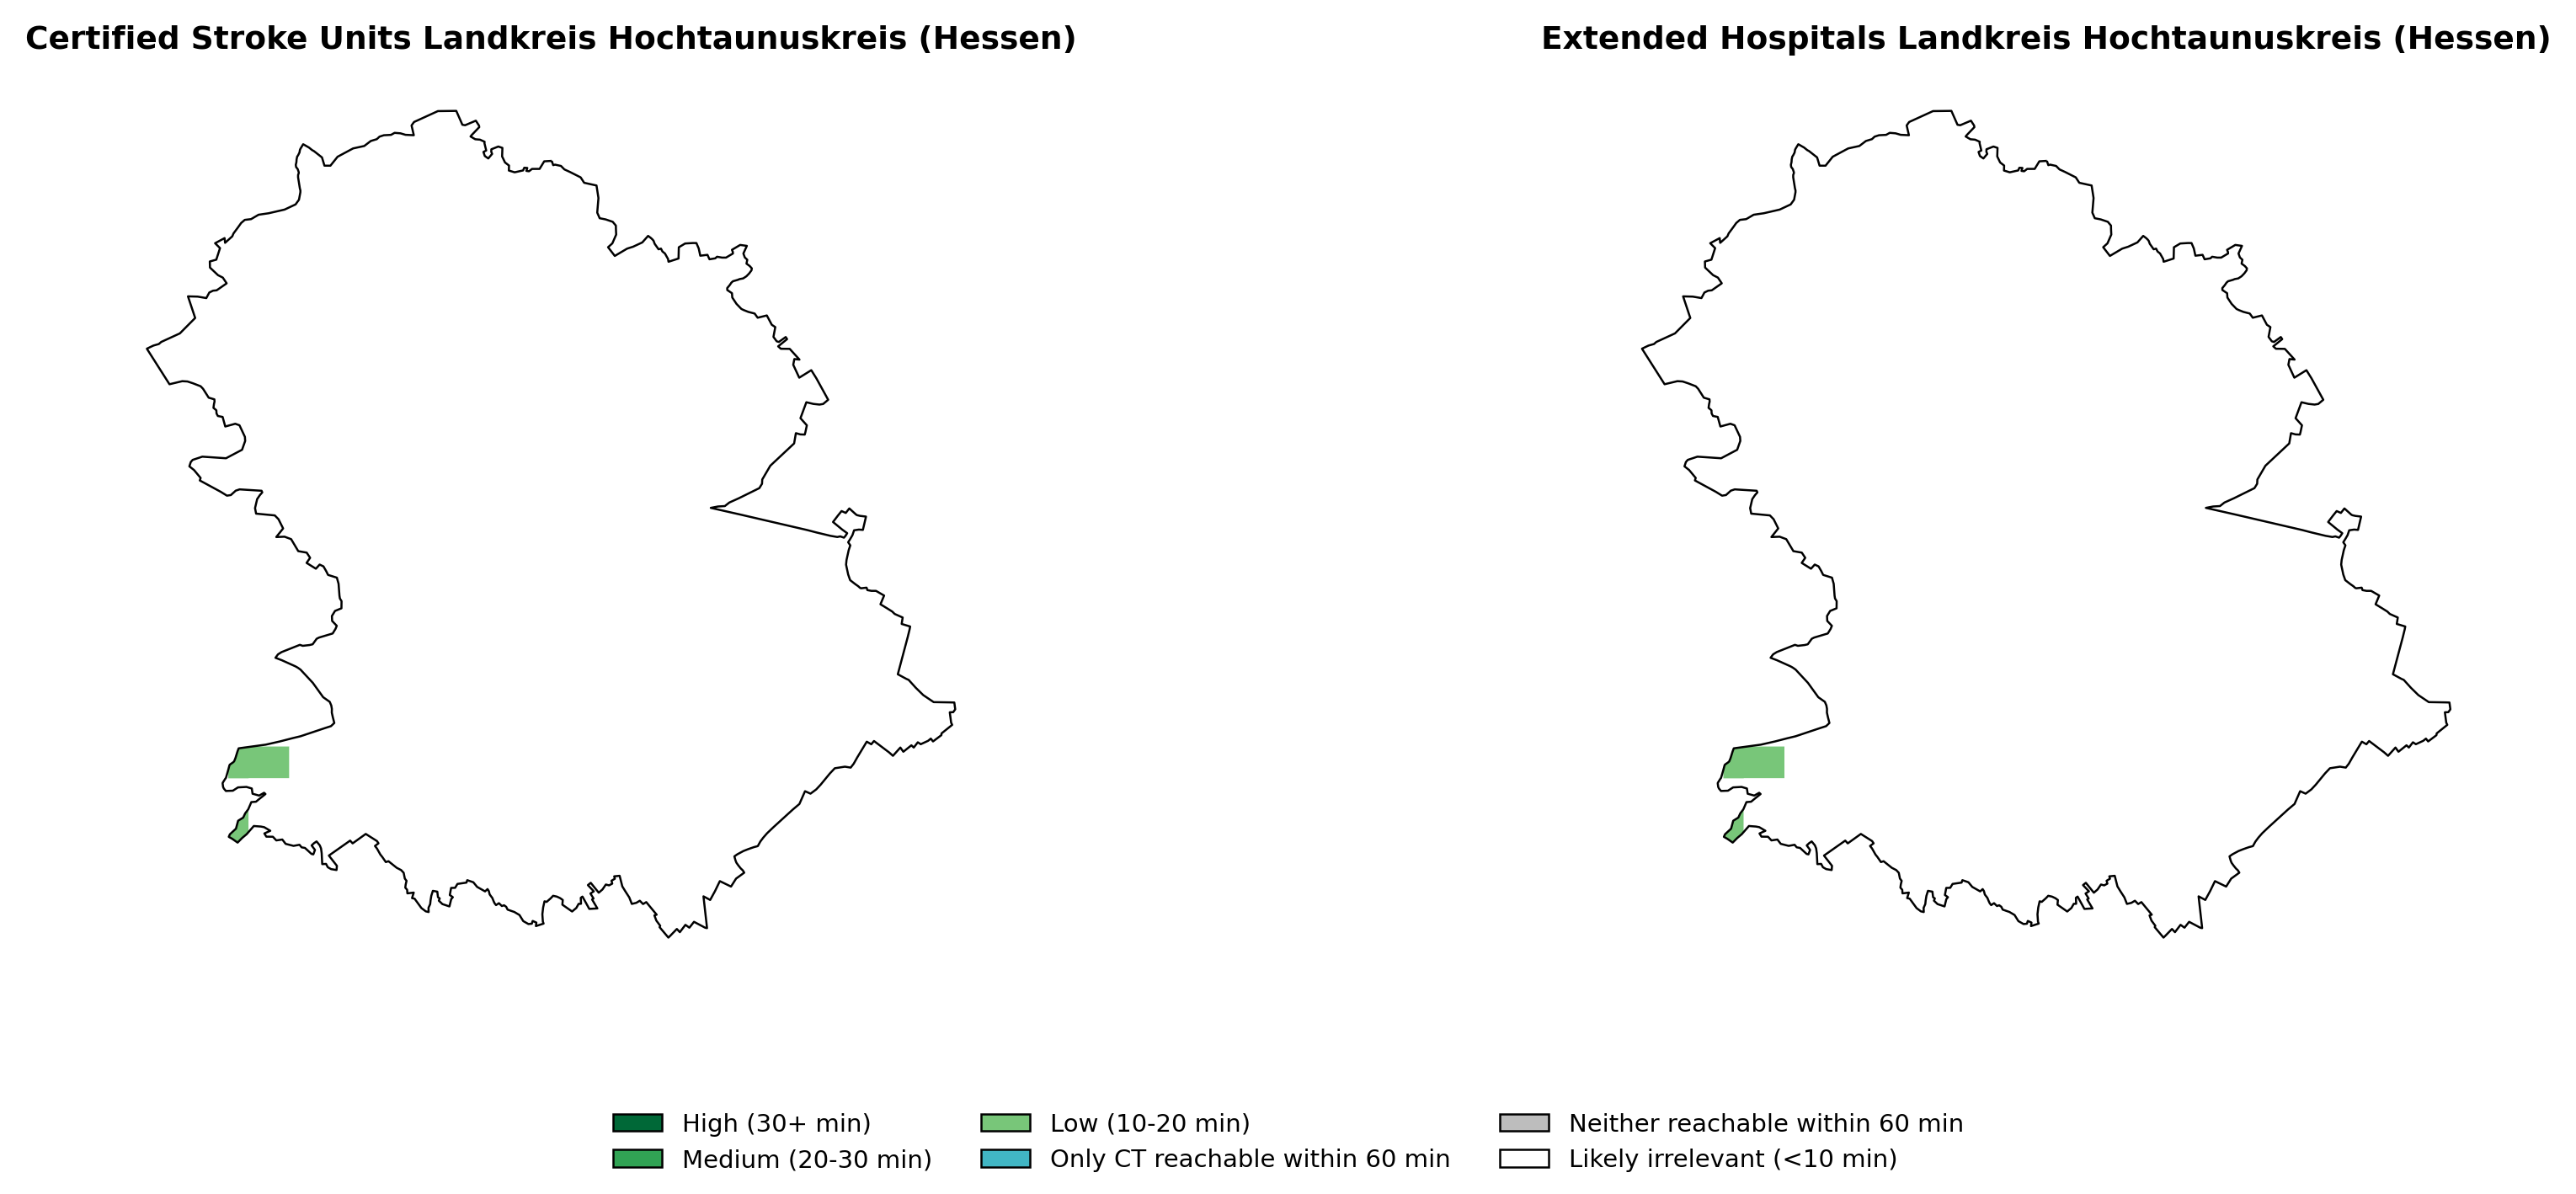 Certified Stroke Units Landkreis Hochtaunuskreis (Hessen)
Extended Hospitals Landkreis Hochtaunuskreis (Hessen)
High (30+ min)
Medium (20-30 min)
Low (10-20 min)
Only CT reachable within 60 min
Neither reachable within 60 min
Likely irrelevant (<10 min)